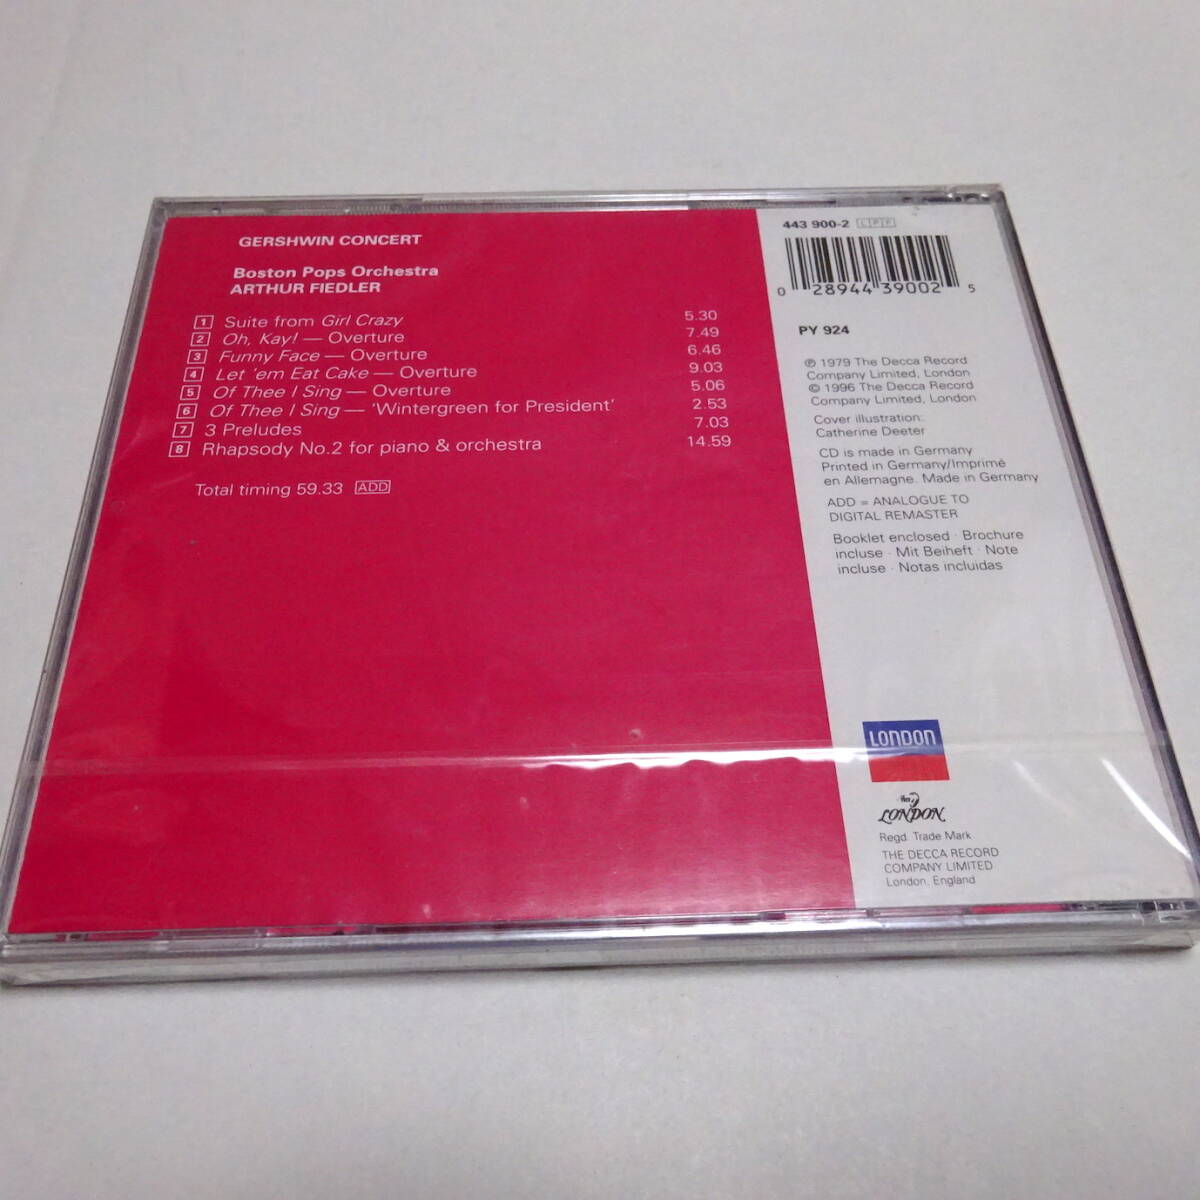 GERSHWIN CONCERT
Boston Pops Orchestra
ARTHUR FIEDLER
1 Suite from Girl Crazy 5.30
2 Oh, Kay! — Overture 7.49
3 Funny Face — Overture 6.46
4 Let 'em Eat Cake — Overture 9.03
5 Of Thee I Sing — Overture 5.06
6 Of Thee I Sing — 'Wintergreen for President' 2.53
7 3 Preludes 7.03
8 Rhapsody No.2 for piano & orchestra 14.59
Total timing 59.33 ADD
443 900-2 LPF
0 28944 39002 5
PY 924
℗ 1979 The Decca Record
Company Limited, London
© 1996 The Decca Record
Company Limited, London
Cover illustration:
Catherine Deeter
CD is made in Germany
Printed in Germany/Imprimé
en Allemagne. Made in Germany
ADD = ANALOGUE TO
DIGITAL REMASTER
Booklet enclosed · Brochure
incluse · Mit Beiheft · Note
incluse · Notas incluidas
LONDON
LONDON
Regd. Trade Mark
THE DECCA RECORD
COMPANY LIMITED
London, England